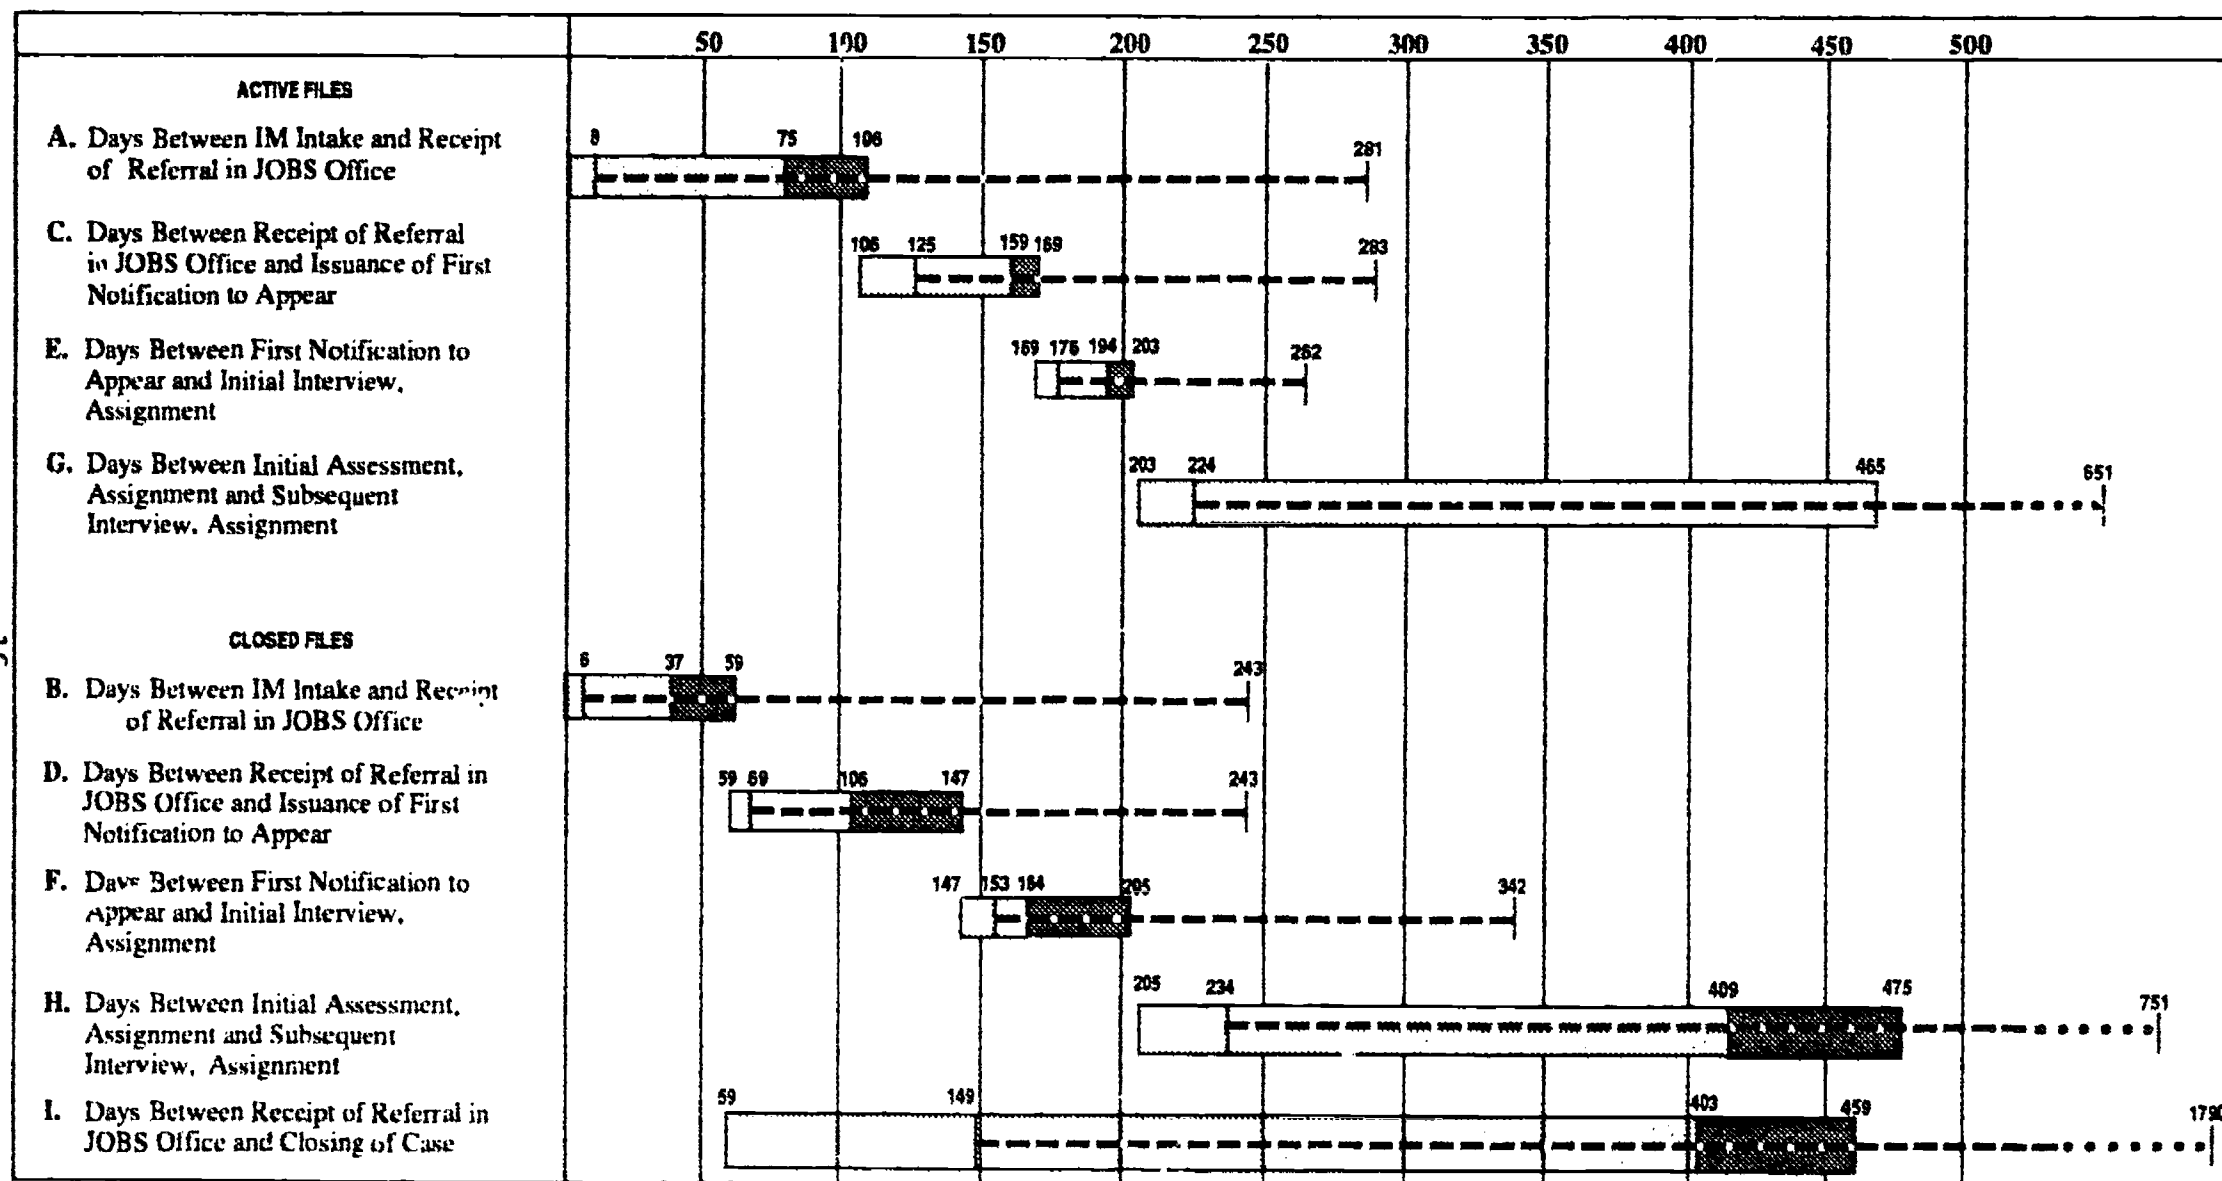 50 100 150 200 250 300 350 400 450 500
ACTIVE FILES
A. Days Between IM Intake and Receipt
of Referral in JOBS Office
8 75 106 281
C. Days Between Receipt of Referral
in JOBS Office and Issuance of First
Notification to Appear
106 125 159 169 283
E. Days Between First Notification to
Appear and Initial Interview,
Assignment
169 176 194 203 262
G. Days Between Initial Assessment,
Assignment and Subsequent
Interview, Assignment
203 224 465 651
CLOSED FILES
B. Days Between IM Intake and Receipt
of Referral in JOBS Office
6 37 59 243
D. Days Between Receipt of Referral in
JOBS Office and Issuance of First
Notification to Appear
59 69 106 147 243
F. Days Between First Notification to
Appear and Initial Interview,
Assignment
147 153 164 205 342
H. Days Between Initial Assessment,
Assignment and Subsequent
Interview, Assignment
205 234 409 475 751
I. Days Between Receipt of Referral in
JOBS Office and Closing of Case
59 149 403 459 1790